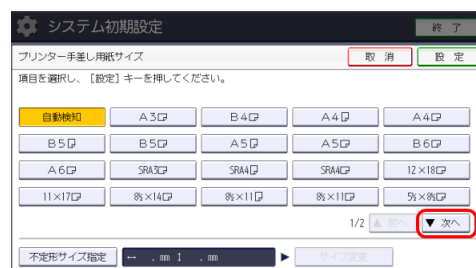 システム初期設定
終 了
プリンター手差し用紙サイズ
取 消
設 定
項目を選択し、［設定］キーを押してください。
自動検知 A3 B4 A4 A4
B5 B5 A5 A5 B6
A6 SRA3 SRA4 SRA4 12×18
11×17 8½×14 8½×11 8½×11 5½×8½
1/2 ▲ 前へ ▼ 次へ
不定形サイズ指定 ↔ . mm ↕ . mm ▶ サイズ変更